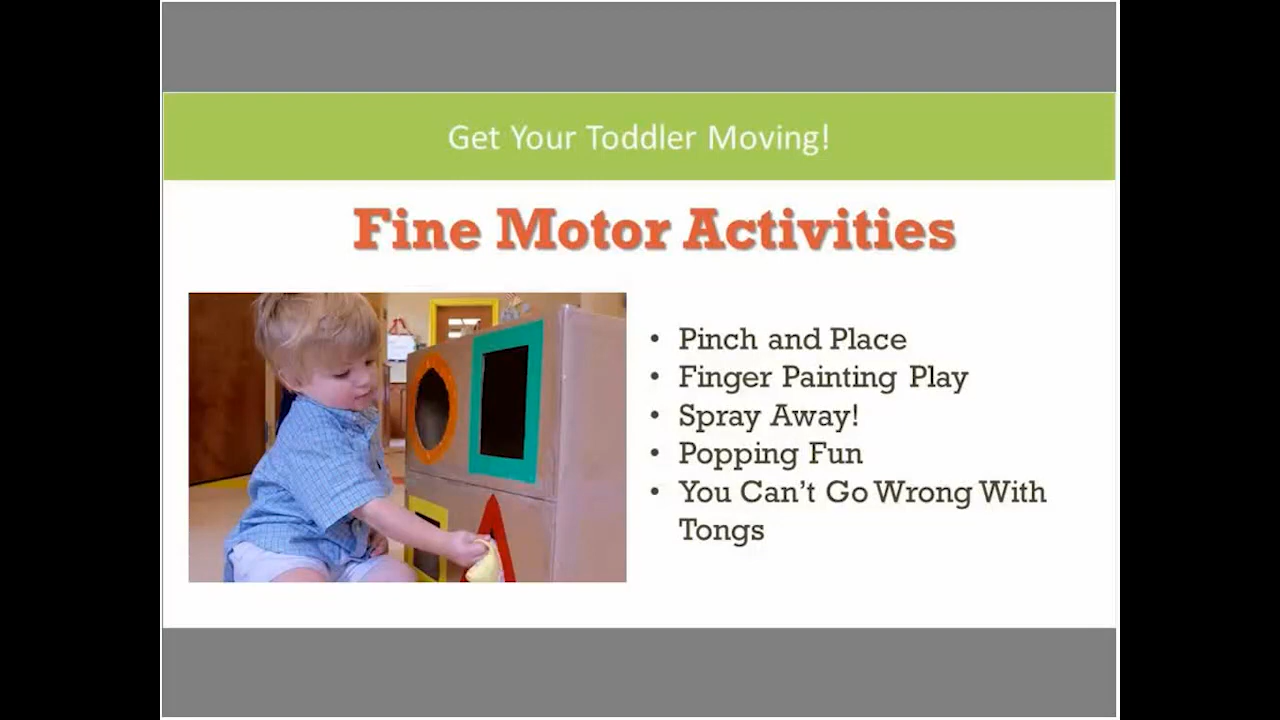 Get Your Toddler Moving!
Fine Motor Activities
• Pinch and Place
• Finger Painting Play
• Spray Away!
• Popping Fun
• You Can’t Go Wrong With
Tongs